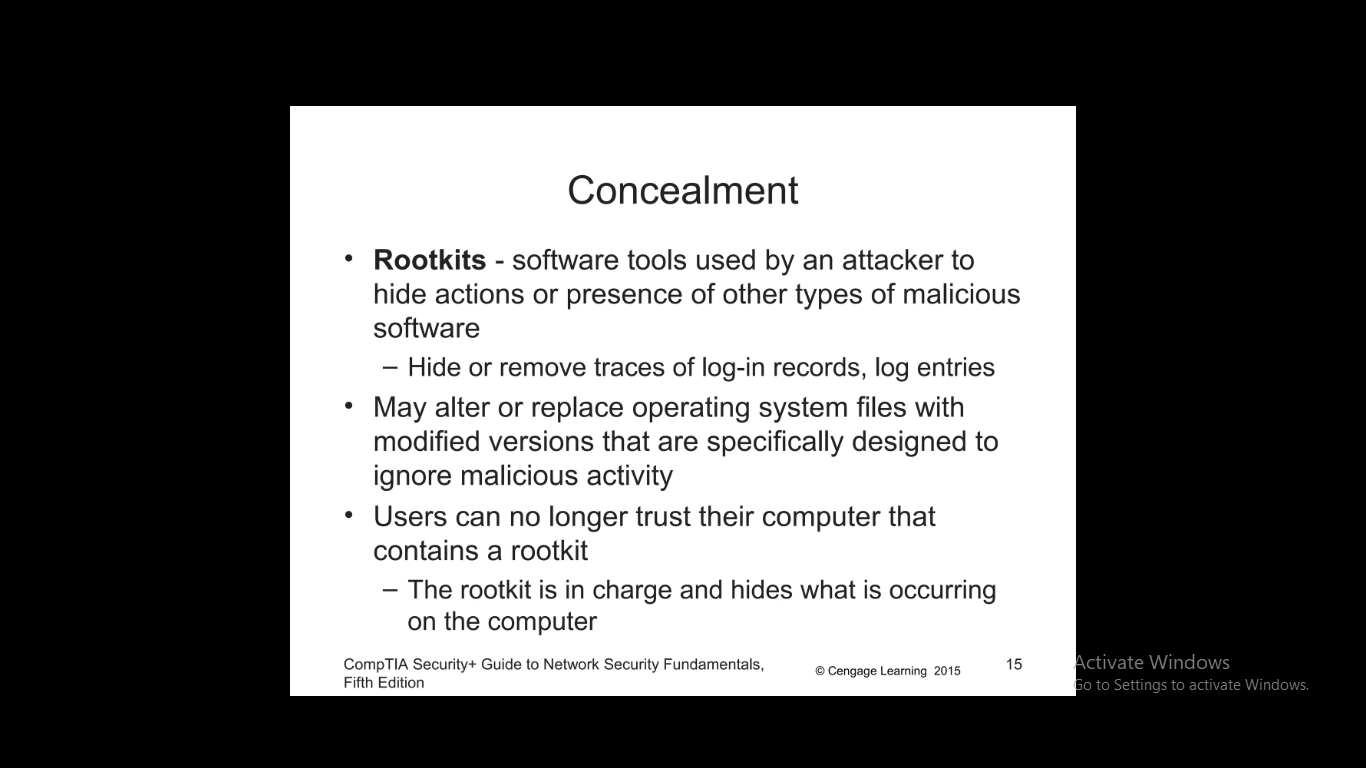 Concealment
• Rootkits - software tools used by an attacker to
hide actions or presence of other types of malicious
software
– Hide or remove traces of log-in records, log entries
• May alter or replace operating system files with
modified versions that are specifically designed to
ignore malicious activity
• Users can no longer trust their computer that
contains a rootkit
– The rootkit is in charge and hides what is occurring
on the computer
CompTIA Security+ Guide to Network Security Fundamentals,
Fifth Edition
© Cengage Learning 2015
15
Activate Windows
Go to Settings to activate Windows.